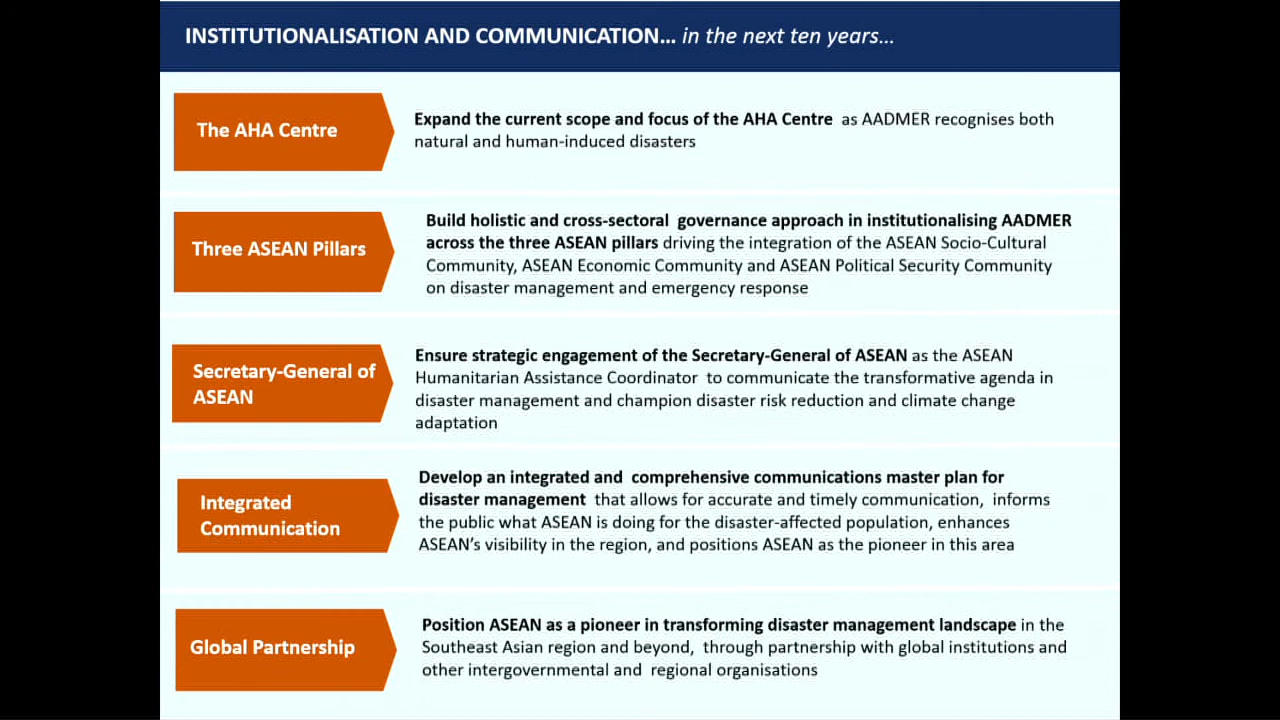 INSTITUTIONALISATION AND COMMUNICATION... in the next ten years...
The AHA Centre
Expand the current scope and focus of the AHA Centre as AADMER recognises both
natural and human-induced disasters
Three ASEAN Pillars
Build holistic and cross-sectoral governance approach in institutionalising AADMER
across the three ASEAN pillars driving the integration of the ASEAN Socio-Cultural
Community, ASEAN Economic Community and ASEAN Political Security Community
on disaster management and emergency response
Secretary-General of
ASEAN
Ensure strategic engagement of the Secretary-General of ASEAN as the ASEAN
Humanitarian Assistance Coordinator to communicate the transformative agenda in
disaster management and champion disaster risk reduction and climate change
adaptation
Integrated
Communication
Develop an integrated and comprehensive communications master plan for
disaster management that allows for accurate and timely communication, informs
the public what ASEAN is doing for the disaster-affected population, enhances
ASEAN's visibility in the region, and positions ASEAN as the pioneer in this area
Global Partnership
Position ASEAN as a pioneer in transforming disaster management landscape in the
Southeast Asian region and beyond, through partnership with global institutions and
other intergovernmental and regional organisations